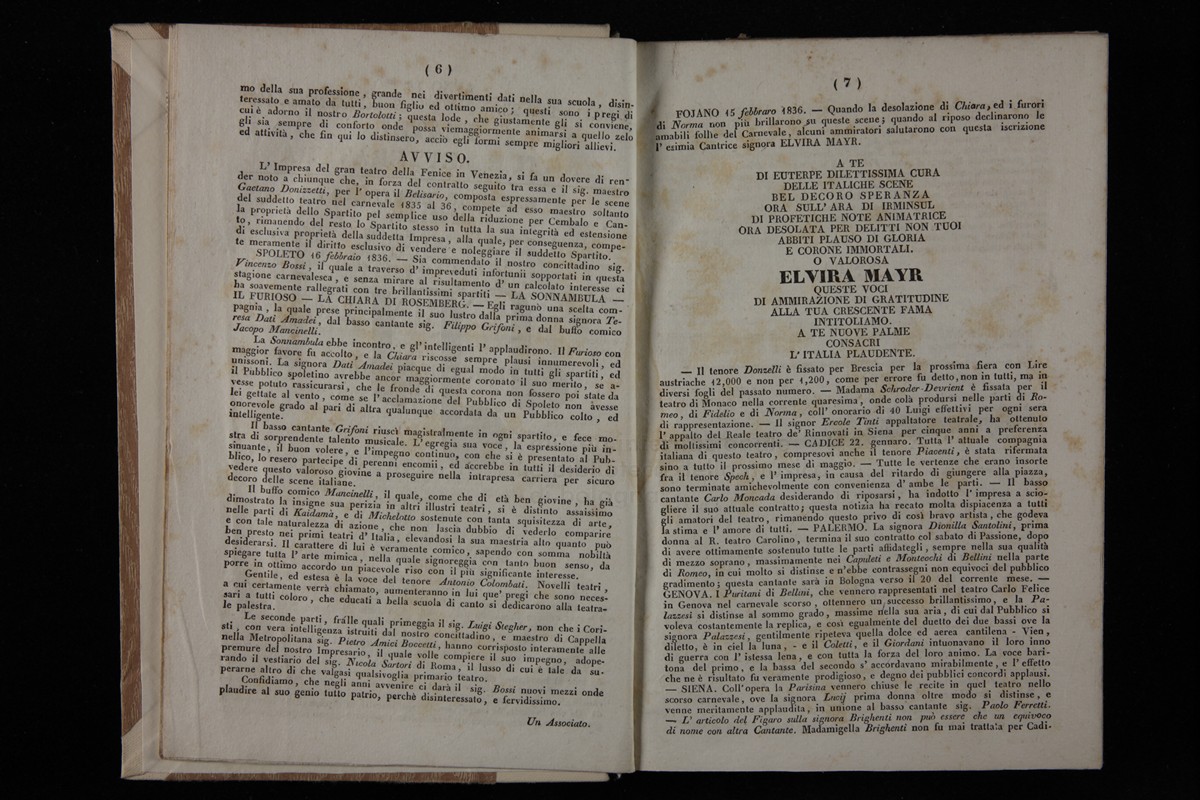 ( 6 )
mo della sua professione , grande nei divertimenti dati nella sua scuola , disin-
teressato e amato da tutti , buon figlio ed ottimo amico ; questi sono i pregi di
cui è adorno il nostro Bortolotti ; questa lode , che giustamente gli si conviene,
gli sia sempre di conforto onde possa viemaggiormente animarsi a quello zelo
ed attività , che fin qui lo distinsero, acciò egli formi sempre migliori allievi.
AVVISO.
L' Impresa del gran teatro della Fenice in Venezia, si fa un dovere di ren-
der noto a chiunque che, in forza del contratto seguito tra essa e il sig. maestro
Gaetano Donizzetti, per l' opera il Belisario, composta espressamente per le scene
del suddetto teatro nel carnevale 1835 al 36, compete ad esso maestro soltanto
la proprietà dello Spartito pel semplice uso della riduzione per Cembalo e Can-
to, rimanendo del resto lo Spartito stesso in tutta la sua integrità ed estensione
di esclusiva proprietà della suddetta Impresa, alla quale, per conseguenza, compe-
te meramente il diritto esclusivo di vendere e noleggiare il suddetto Spartito.
SPOLETO 16 febbraio 1836. — Sia commendato il nostro concittadino sig.
Vincenzo Bossi, il quale a traverso d' impreveduti infortunii sopportati in questa
stagione carnevalesca, e senza mirare al risultamento d' un calcolato interesse ci
ha soavemente rallegrati con tre brillantissimi spartiti — LA SONNAMBULA —
IL FURIOSO — LA CHIARA DI ROSEMBERG. — Egli ragunò una scelta com-
pagnia , la quale prese principalmente il suo lustro dalla prima donna signora Te-
resa Dati Amadei, dal basso cantante sig. Filippo Grifoni, e dal buffo comico
Jacopo Mancinelli.
La Sonnambula ebbe incontro, e gl' intelligenti l' applaudirono. Il Furioso con
maggior favore fu accolto , e la Chiara riscosse sempre plausi innumerevoli, ed
unissoni. La signora Dati Amadei piacque di egual modo in tutti gli spartiti, ed
il Pubblico spoletino avrebbe ancor maggiormente coronato il suo merito, se a-
vesse potuto rassicurarsi, che le fronde di questa corona non fossero poi state da
lei gettate al vento , come se l' acclamazione del Pubblico di Spoleto non avesse
onorevole grado al pari di altra qualunque accordata da un Pubblico colto , ed
intelligente.
Il basso cantante Grifoni riuscì magistralmente in ogni spartito, e fece mo-
stra di sorprendente talento musicale. L' egregia sua voce , la espressione più in-
sinuante, il buon volere, e l'impegno continuo, con che si è presentato al Pub-
blico, lo resero partecipe di perenni encomii, ed accrebbe in tutti il desiderio di
vedere questo valoroso giovine a proseguire nella intrapresa carriera per sicuro
decoro delle scene italiane.
Il buffo comico Mancinelli, il quale, come che di età ben giovine , ha già
dimostrato la insigne sua perizia in altri illustri teatri, si è distinto assaissimo
nelle parti di Kaidamà, e di Michelotto sostenute con tanta squisitezza di arte,
e con tale naturalezza di azione, che non lascia dubbio di vederlo comparire
ben presto nei primi teatri d' Italia, elevandosi la sua maestria alto quanto può
desiderarsi. Il carattere di lui è veramente comico, sapendo con somma nobiltà
spiegare tutta l' arte mimica, nella quale signoreggia con tanto buon senso, da
porre in ottimo accordo un piacevole riso con il più significante interesse.
Gentile, ed estesa è la voce del tenore Antonio Colombati. Novelli teatri,
a cui certamente verrà chiamato, aumenteranno in lui que' pregi che sono neces-
sari a tutti coloro , che educati a bella scuola di canto si dedicarono alla teatra-
le palestra.
Le seconde parti , fra'lle quali primeggia il sig. Luigi Stegher, non che i Cori-
sti , con vera intelligenza istruiti dal nostro concittadino, e maestro di Cappella
nella Metropolitana sig. Pietro Amici Boccetti, hanno corrisposto interamente alle
premure del nostro Impresario, il quale volle compiere il suo impegno, adope-
rando il vestiario del sig. Nicola Sartori di Roma, il lusso di cui è tale da su-
perarne altro di che valgasi qualsivoglia primario teatro.
Confidiamo, che negli anni avvenire ci darà il sig. Bossi nuovi mezzi onde
plaudire al suo genio tutto patrio, perchè disinteressato, e fervidissimo.
Un Associato.
( 7 )
FOJANO 15 febbraro 1836. — Quando la desolazione di Chiara, ed i furori
di Norma non più brillarono su queste scene; quando al riposo declinarono le
amabili follie del Carnevale, alcuni ammiratori salutarono con questa iscrizione
l' ezimia Cantrice signora ELVIRA MAYR.
A TE
DI EUTERPE DILETTISSIMA CURA
DELLE ITALICHE SCENE
BEL DECORO SPERANZA
ORA SULL' ARA DI IRMINSUL
DI PROFETICHE NOTE ANIMATRICE
ORA DESOLATA PER DELITTI NON TUOI
ABBITI PLAUSO DI GLORIA
E CORONE IMMORTALI.
O VALOROSA
ELVIRA MAYR
QUESTE VOCI
DI AMMIRAZIONE DI GRATITUDINE
ALLA TUA CRESCENTE FAMA
INTITOLIAMO.
A TE NUOVE PALME
CONSACRI
L' ITALIA PLAUDENTE.
— Il tenore Donzelli è fissato per Brescia per la prossima fiera con Lire
austriache 12,000 e non per 1,200, come per errore fu detto, non in tutti, ma in
diversi fogli del passato numero. — Madama Schroder-Devrient è fissata per il
teatro di Monaco nella corrente quaresima, onde colà prodursi nelle parti di Ro-
meo, di Fidelio e di Norma, coll' onorario di 40 Luigi effettivi per ogni sera
di rappresentazione. — Il signor Ercole Tinti appaltatore teatrale, ha ottenuto
l' appalto del Reale teatro de' Rinnovati in Siena per cinque anni a preferenza
di moltissimi concorrenti. — CADICE 22. gennaro. Tutta l' attuale compagnia
italiana di questo teatro , compresovi anche il tenore Piacenti, è stata rifermata
sino a tutto il prossimo mese di maggio. — Tutte le vertenze che erano insorte
fra il tenore Spech, e l' impresa, in causa del ritardo di giungere alla piazza,
sono terminate amichevolmente con convenienza d' ambe le parti. — Il basso
cantante Carlo Moncada desiderando di riposarsi, ha indotto l' impresa a scio-
gliere il suo attuale contratto; questa notizia ha recato molta dispiacenza a tutti
gli amatori del teatro, rimanendo questo privo di così bravo artista, che godeva
la stima e l' amore di tutti. — PALERMO. La signora Dionilla Santolini, prima
donna al R. teatro Carolino, termina il suo contratto col sabato di Passione, dopo
di avere ottimamente sostenuto tutte le parti affidategli, sempre nella sua qualità
di mezzo soprano, massimamente nei Capuleti e Montecchi di Bellini nella parte
di Romeo, in cui molto si distinse e n'ebbe contrassegni non equivoci del pubblico
gradimento ; questa cantante sarà in Bologna verso il 20 del corrente mese. —
GENOVA. I Puritani di Bellini, che vennero rappresentati nel teatro Carlo Felice
in Genova nel carnevale scorso , ottennero un successo brillantissimo, e la Pa-
lazzesi si distinse al sommo grado, massime nella sua aria, di cui dal Pubblico si
voleva costantemente la replica, e così egualmente del duetto dei due bassi ove la
signora Palazzesi, gentilmente ripeteva quella dolce ed aerea cantilena - Vien ,
diletto, è in ciel la luna , - e il Coletti, e il Giordani intuonavano il loro inno
di guerra con l' istessa lena, e con tutta la forza del loro animo. La voce bari-
tona del primo, e la bassa del secondo s' accordavano mirabilmente, e l' effetto
che ne è risultato fu veramente prodigioso, e degno dei pubblici concordi applausi.
— SIENA. Coll' opera la Parisina vennero chiuse le recite in quel teatro nello
scorso carnevale, ove la signora Lucij prima donna oltre modo si distinse, e
venne meritamente applaudita, in unione al basso cantante sig. Paolo Ferretti.
— L' articolo del Figaro sulla signora Brighenti non può essere che un equivoco
di nome con altra Cantante. Madamigella Brighenti non fu mai trattata per Cadi-